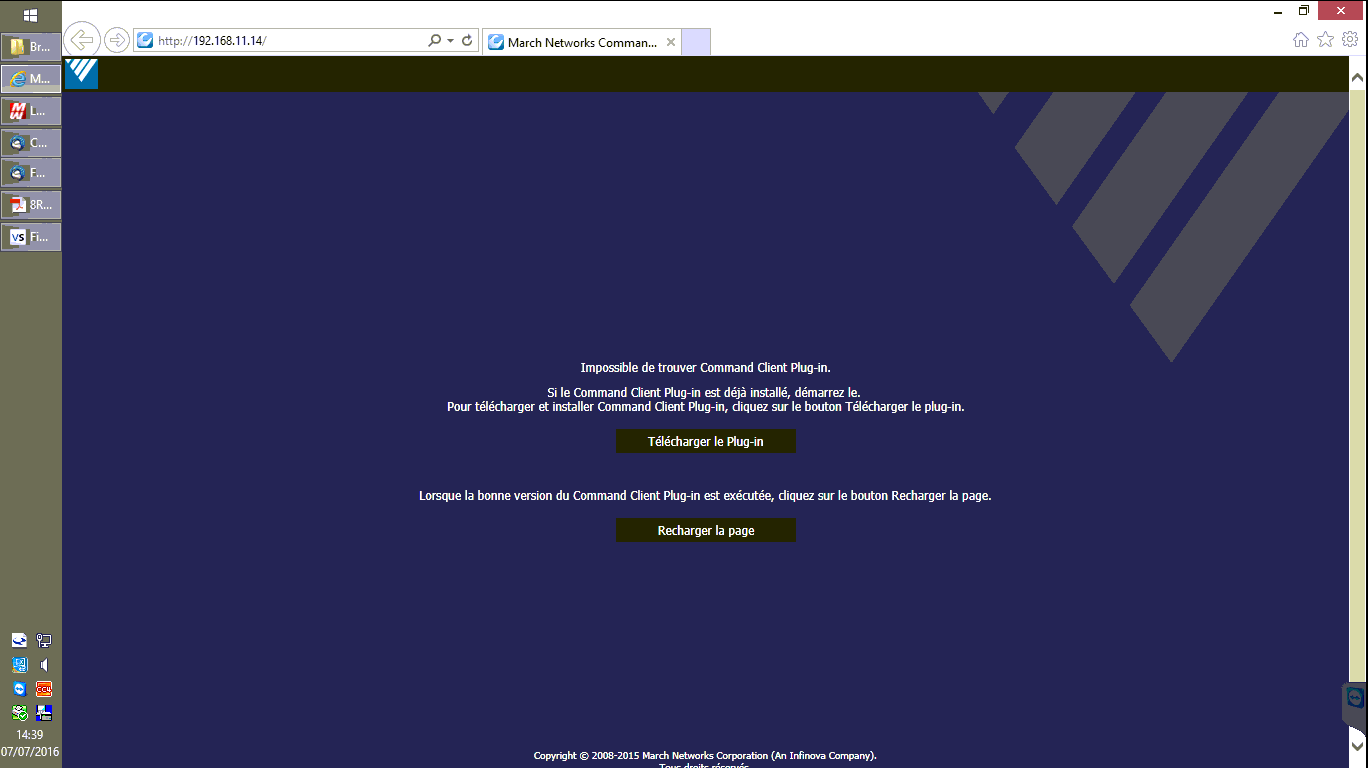 http://192.168.11.14/
March Networks Comman...
Br...
M...
L...
C...
F...
8R...
Fi...
Impossible de trouver Command Client Plug-in.
Si le Command Client Plug-in est déjà installé, démarrez le.
Pour télécharger et installer Command Client Plug-in, cliquez sur le bouton Télécharger le plug-in.
Télécharger le Plug-in
Lorsque la bonne version du Command Client Plug-in est exécutée, cliquez sur le bouton Recharger la page.
Recharger la page
14:39
07/07/2016
Copyright © 2008-2015 March Networks Corporation (An Infinova Company).
Tous droits réservés